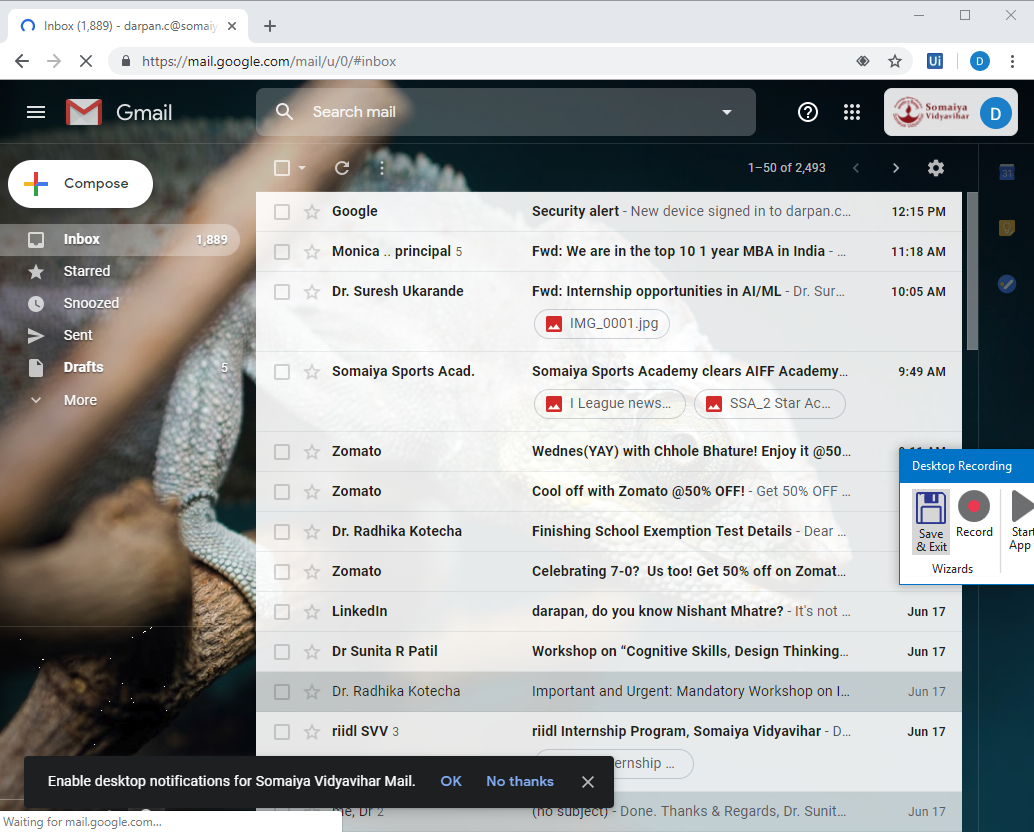 Inbox (1,889) - darpan.c@somaiy
https://mail.google.com/mail/u/0/#inbox
Ui
D
Gmail
Search mail
Somaiya
Vidyavihar
D
Compose
1–50 of 2,493
31
Inbox 1,889
Starred
Snoozed
Sent
Drafts 5
More
Google Security alert - New device signed in to darpan.c... 12:15 PM
Monica .. principal 5 Fwd: We are in the top 10 1 year MBA in India - ... 11:18 AM
Dr. Suresh Ukarande Fwd: Internship opportunities in AI/ML - Dr. Sur... 10:05 AM
IMG_0001.jpg
Somaiya Sports Acad. Somaiya Sports Academy clears AIFF Academy... 9:49 AM
I League news... SSA_2 Star Ac...
Zomato Wednes(YAY) with Chhole Bhature! Enjoy it @50...
Zomato Cool off with Zomato @50% OFF! - Get 50% OFF ...
Dr. Radhika Kotecha Finishing School Exemption Test Details - Dear ...
Zomato Celebrating 7-0? Us too! Get 50% off on Zomat...
LinkedIn darapan, do you know Nishant Mhatre? - It's not ... Jun 17
Dr Sunita R Patil Workshop on “Cognitive Skills, Design Thinking... Jun 17
Dr. Radhika Kotecha Important and Urgent: Mandatory Workshop on I... Jun 17
riidl SVV 3 riidl Internship Program, Somaiya Vidyavihar - D... Jun 17
ernship ...
me, Dr 2 (no subject) - Done. Thanks & Regards, Dr. Sunit... Jun 17
Desktop Recording
Save
& Exit
Record
Start
App
Wizards
Enable desktop notifications for Somaiya Vidyavihar Mail. OK No thanks
Waiting for mail.google.com...